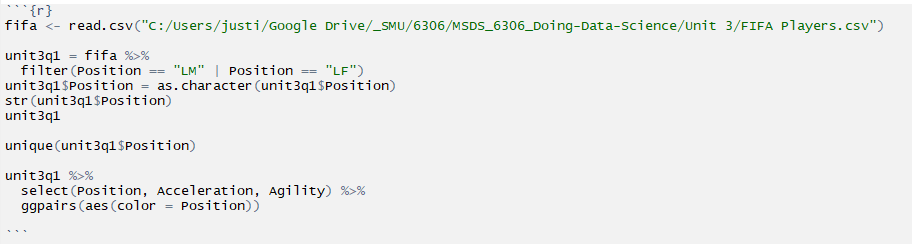 ```{r}
fifa <- read.csv("C:/Users/justi/Google Drive/_SMU/6306/MSDS_6306_Doing-Data-Science/Unit 3/FIFA Players.csv")

unit3q1 = fifa %>%
  filter(Position == "LM" | Position == "LF")
unit3q1$Position = as.character(unit3q1$Position)
str(unit3q1$Position)
unit3q1

unique(unit3q1$Position)

unit3q1 %>%
  select(Position, Acceleration, Agility) %>%
  ggpairs(aes(color = Position))

```